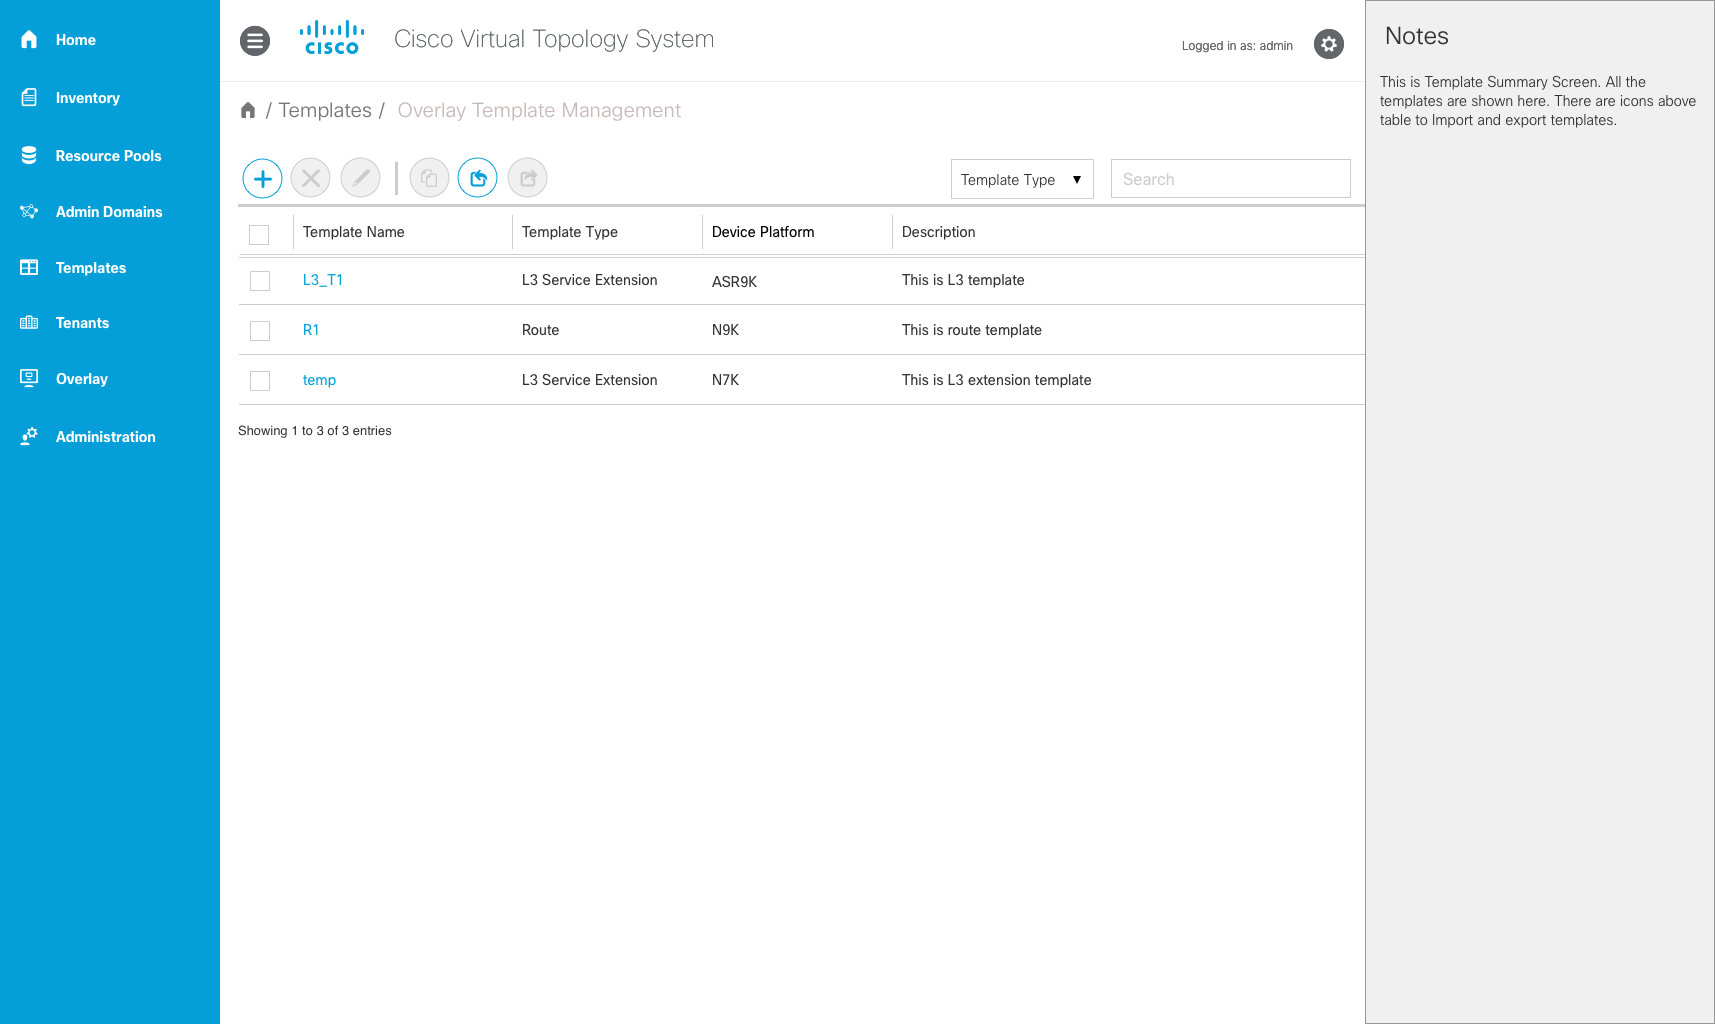 Home
Inventory
Resource Pools
Admin Domains
Templates
Tenants
Overlay
Administration
CISCO
Cisco Virtual Topology System
Logged in as: admin
/ Templates / Overlay Template Management
Template Type ▼
Search
Template Name Template Type Device Platform Description
L3_T1 L3 Service Extension ASR9K This is L3 template
R1 Route N9K This is route template
temp L3 Service Extension N7K This is L3 extension template
Showing 1 to 3 of 3 entries
Notes
This is Template Summary Screen. All the
templates are shown here. There are icons above
table to Import and export templates.